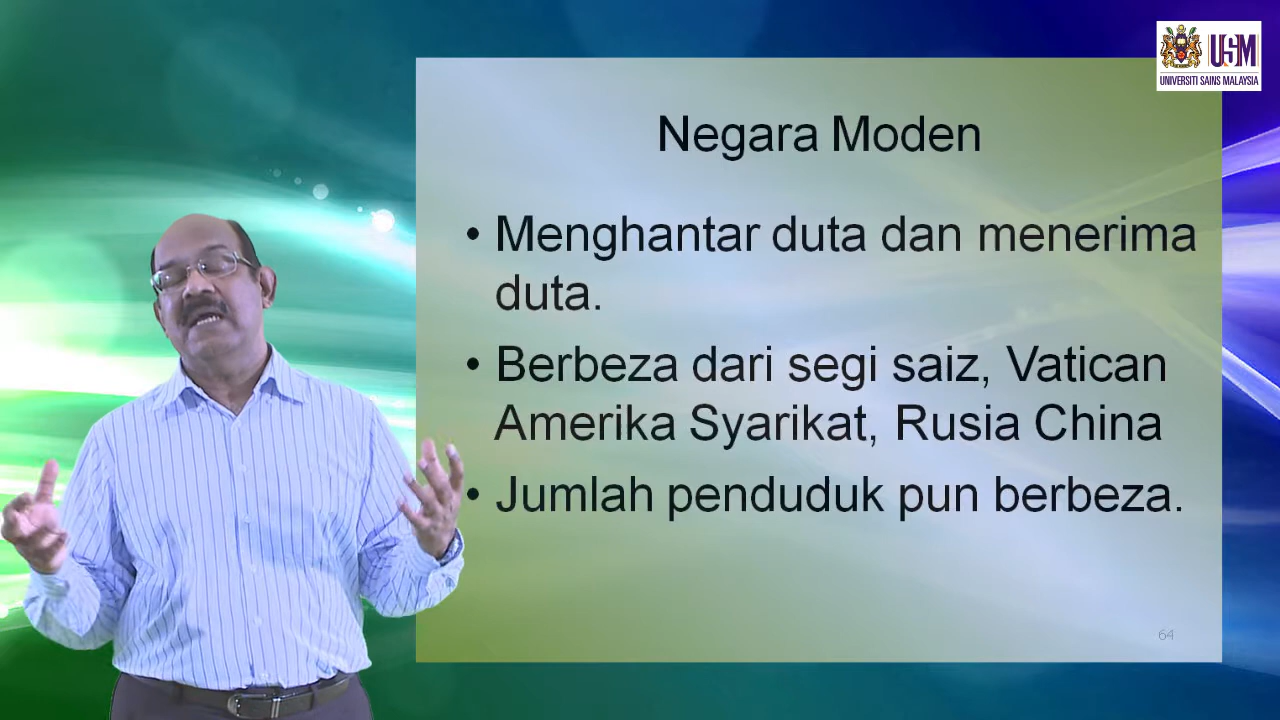 USM
UNIVERSITI SAINS MALAYSIA
Negara Moden
• Menghantar duta dan menerima
duta.
• Berbeza dari segi saiz, Vatican
Amerika Syarikat, Rusia China
• Jumlah penduduk pun berbeza.
64